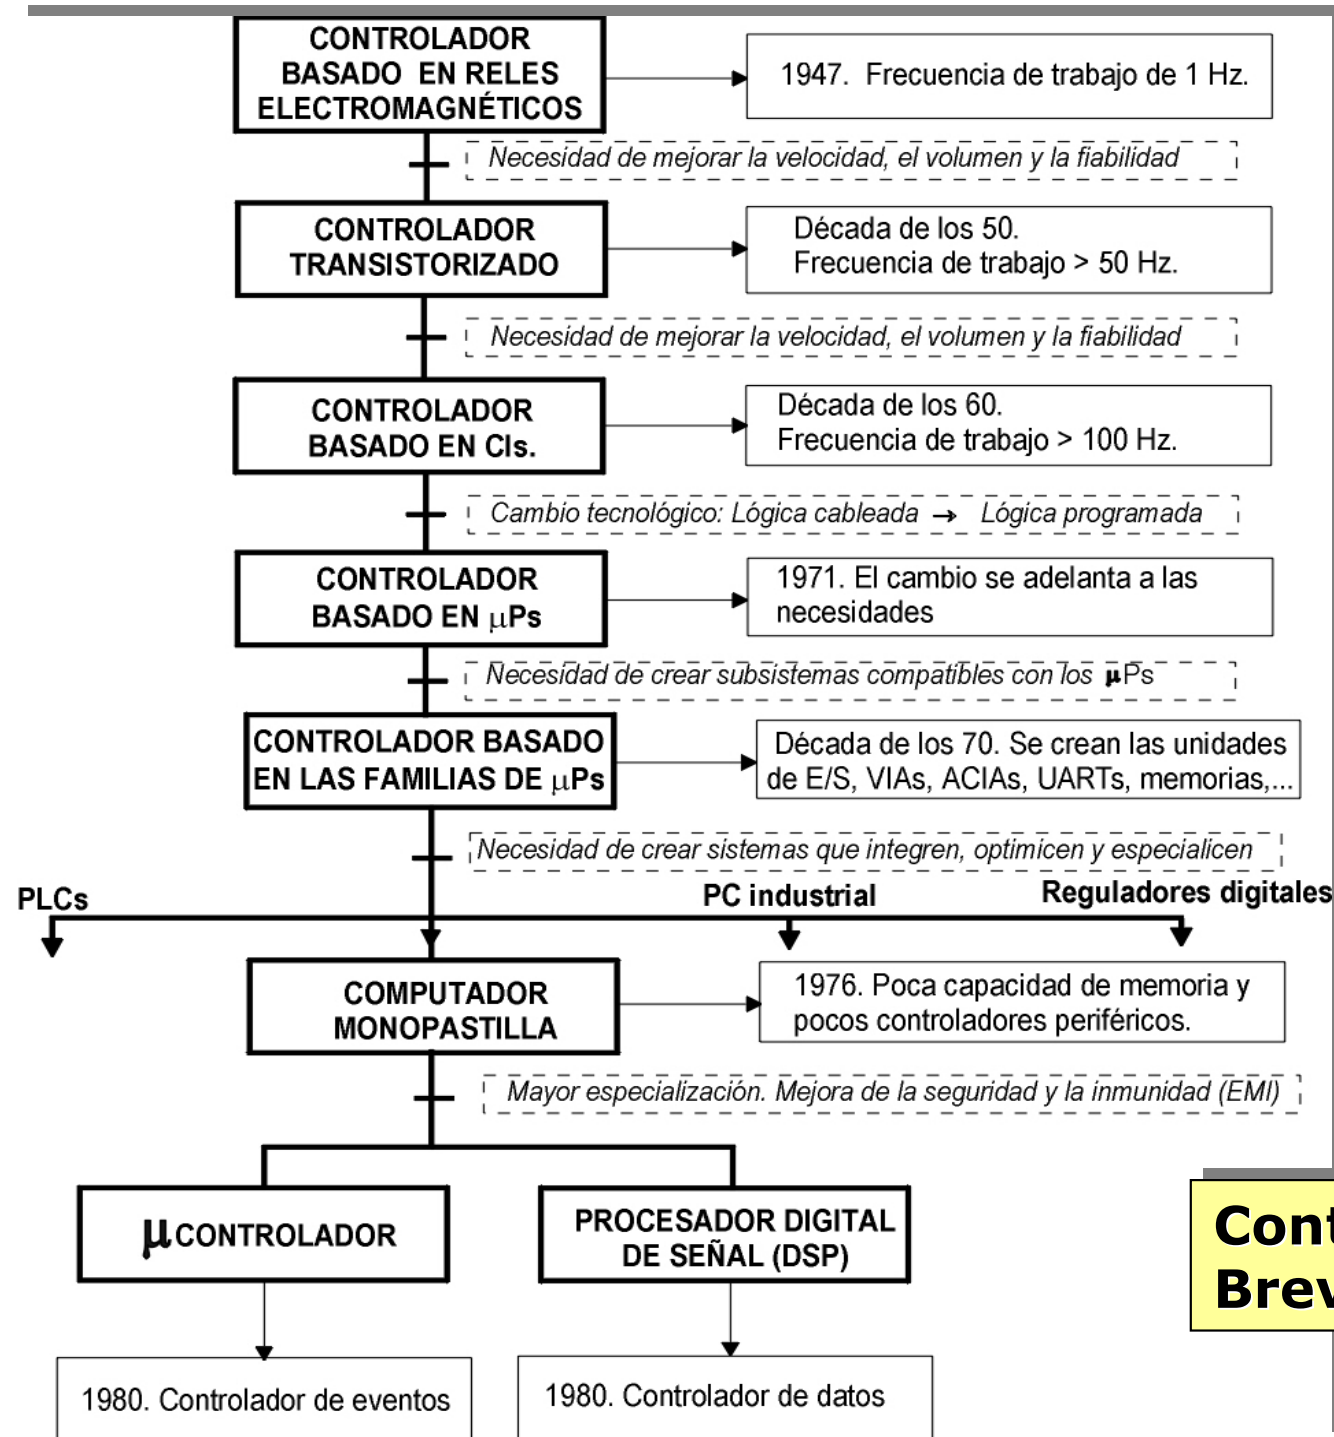 CONTROLADOR
BASADO EN RELES
ELECTROMAGNÉTICOS
1947. Frecuencia de trabajo de 1 Hz.
Necesidad de mejorar la velocidad, el volumen y la fiabilidad
CONTROLADOR
TRANSISTORIZADO
Década de los 50.
Frecuencia de trabajo > 50 Hz.
Necesidad de mejorar la velocidad, el volumen y la fiabilidad
CONTROLADOR
BASADO EN CIs.
Década de los 60.
Frecuencia de trabajo > 100 Hz.
Cambio tecnológico: Lógica cableada → Lógica programada
CONTROLADOR
BASADO EN μPs
1971. El cambio se adelanta a las
necesidades
Necesidad de crear subsistemas compatibles con los μPs
CONTROLADOR BASADO
EN LAS FAMILIAS DE μPs
Década de los 70. Se crean las unidades
de E/S, VIAs, ACIAs, UARTs, memorias,...
Necesidad de crear sistemas que integren, optimicen y especialicen
PLCs
PC industrial
Reguladores digitales
COMPUTADOR
MONOPASTILLA
1976. Poca capacidad de memoria y
pocos controladores periféricos.
Mayor especialización. Mejora de la seguridad y la inmunidad (EMI)
μCONTROLADOR
PROCESADOR DIGITAL
DE SEÑAL (DSP)
Cont
Brev
1980. Controlador de eventos
1980. Controlador de datos